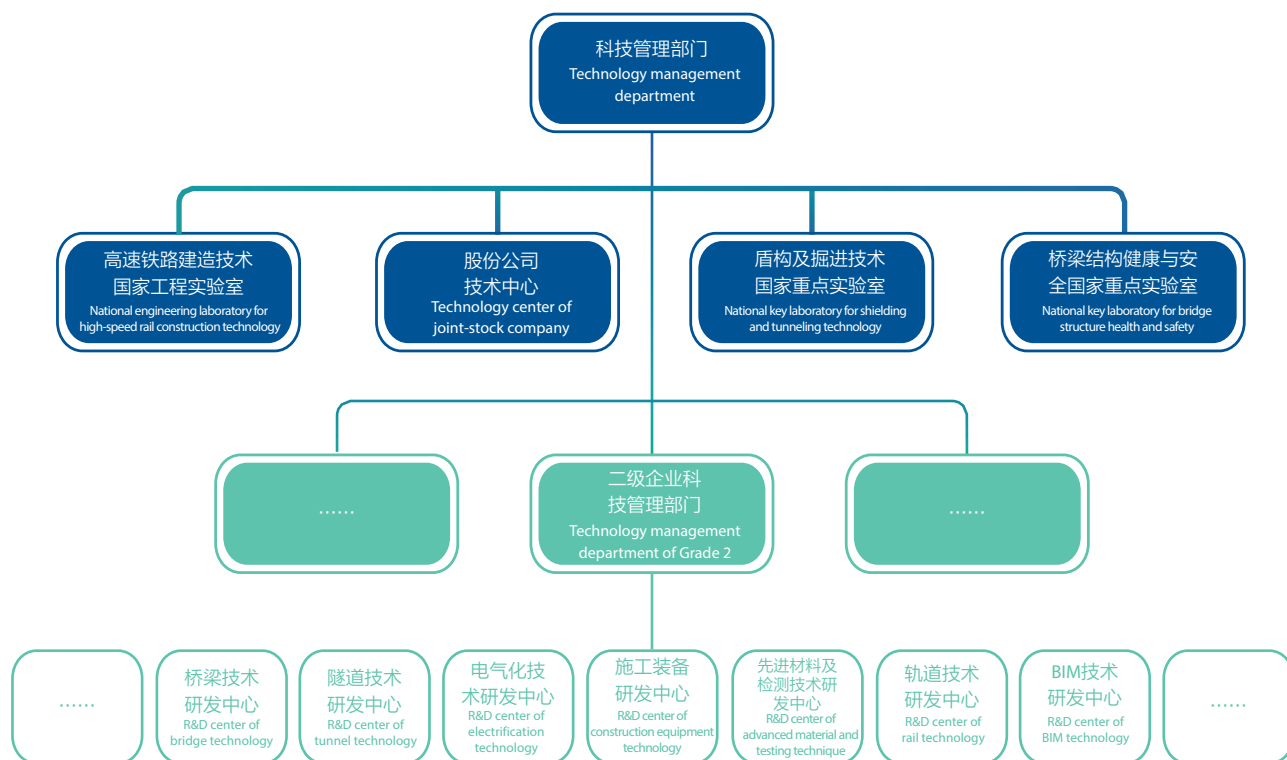 科技管理部门
Technology management
department
高速铁路建造技术
国家工程实验室
National engineering laboratory for
high-speed rail construction technology
股份公司
技术中心
Technology center of
joint-stock company
盾构及掘进技术
国家重点实验室
National key laboratory for shielding
and tunneling technology
桥梁结构健康与安
全国家重点实验室
National key laboratory for bridge
structure health and safety
……
二级企业科
技管理部门
Technology management
department of Grade 2
……
……
桥梁技术
研发中心
R&D center of
bridge technology
隧道技术
研发中心
R&D center of
tunnel technology
电气化技
术研发中心
R&D center of
electrification
technology
施工装备
研发中心
R&D center of
construction equipment
technology
先进材料及
检测技术研
发中心
R&D center of
advanced material and
testing technique
轨道技术
研发中心
R&D center of
rail technology
BIM技术
研发中心
R&D center of
BIM technology
……